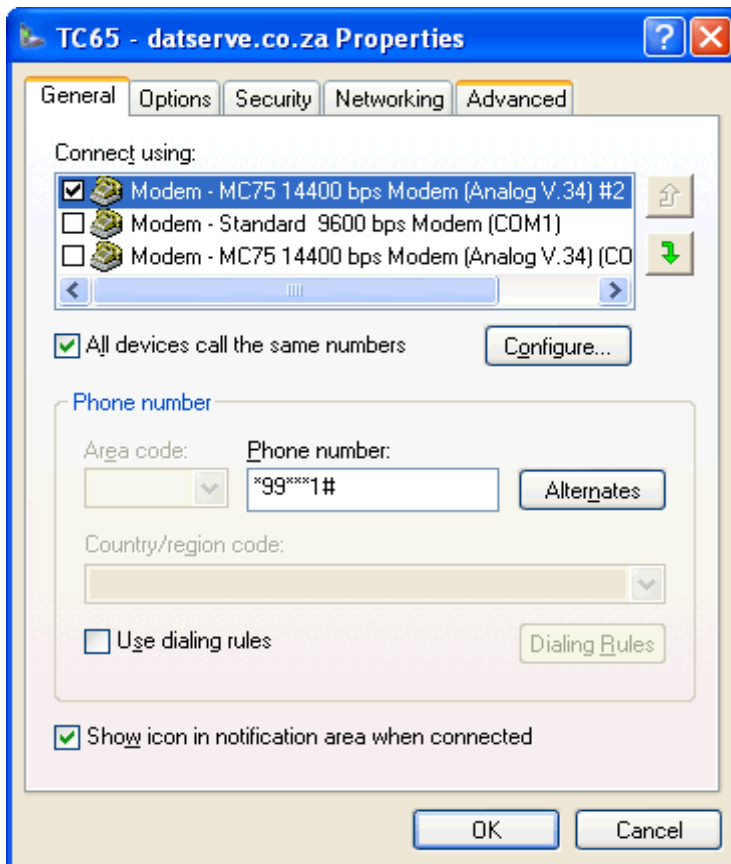 TC65 - datserve.co.za Properties
General Options Security Networking Advanced
Connect using:
Modem - MC75 14400 bps Modem (Analog V.34) #2
Modem - Standard 9600 bps Modem (COM1)
Modem - MC75 14400 bps Modem (Analog V.34) (CO
All devices call the same numbers
Configure...
Phone number
Area code:
Phone number:
*99***1#
Alternates
Country/region code:
Use dialing rules
Dialing Rules
Show icon in notification area when connected
OK
Cancel